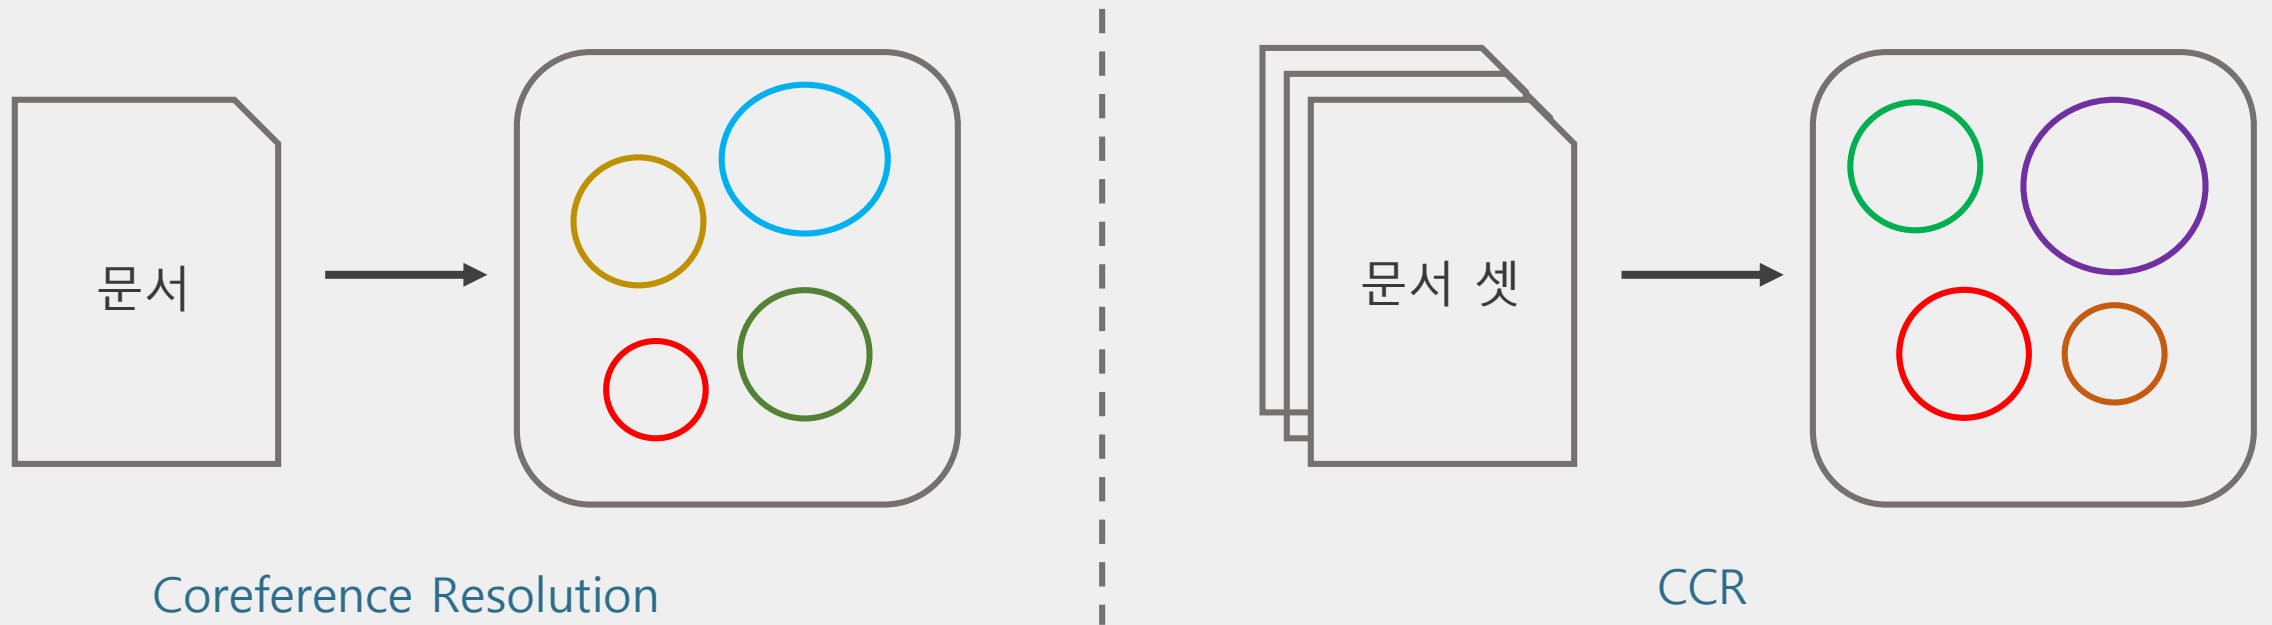 문서
Coreference Resolution
문서 셋
CCR